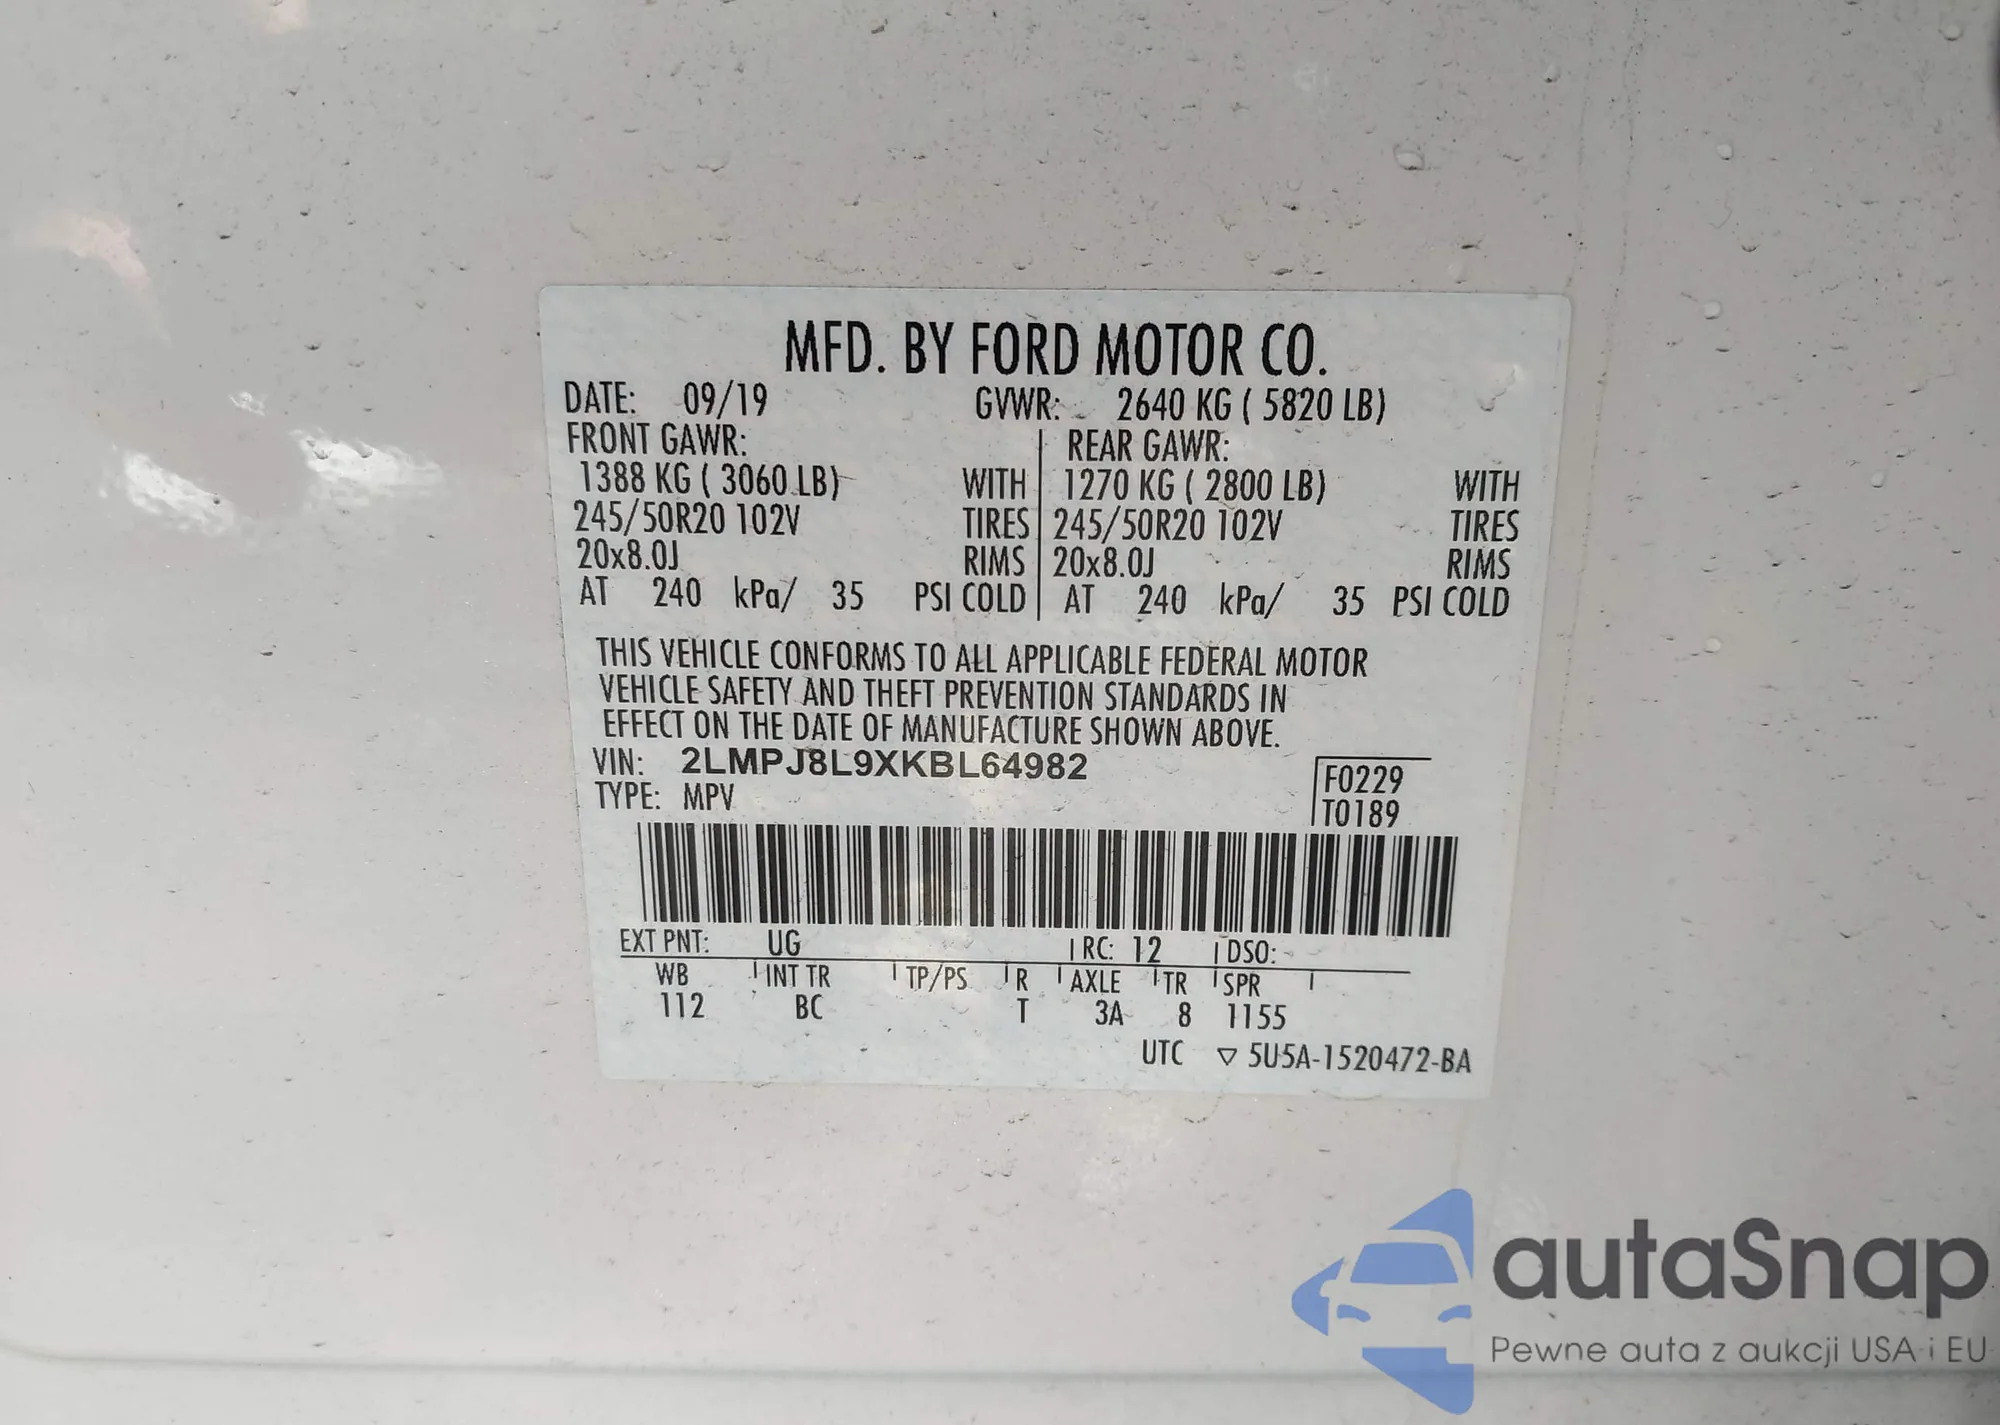 MFD. BY FORD MOTOR CO.
DATE: 09/19 GVWR: 2640 KG ( 5820 LB)
FRONT GAWR: REAR GAWR:
1388 KG ( 3060 LB) WITH 1270 KG ( 2800 LB) WITH
245/50R20 102V TIRES 245/50R20 102V TIRES
20x8.0J RIMS 20x8.0J RIMS
AT 240 kPa/ 35 PSI COLD AT 240 kPa/ 35 PSI COLD
THIS VEHICLE CONFORMS TO ALL APPLICABLE FEDERAL MOTOR
VEHICLE SAFETY AND THEFT PREVENTION STANDARDS IN
EFFECT ON THE DATE OF MANUFACTURE SHOWN ABOVE.
VIN: 2LMPJ8L9XKBL64982
TYPE: MPV
F0229
T0189
EXT PNT: UG RC: 12 DSO:
WB INT TR TP/PS R AXLE TR SPR
112 BC T 3A 8 1155
UTC ▽ 5U5A-1520472-BA
autaSnap
Pewne auta z aukcji USA i EU